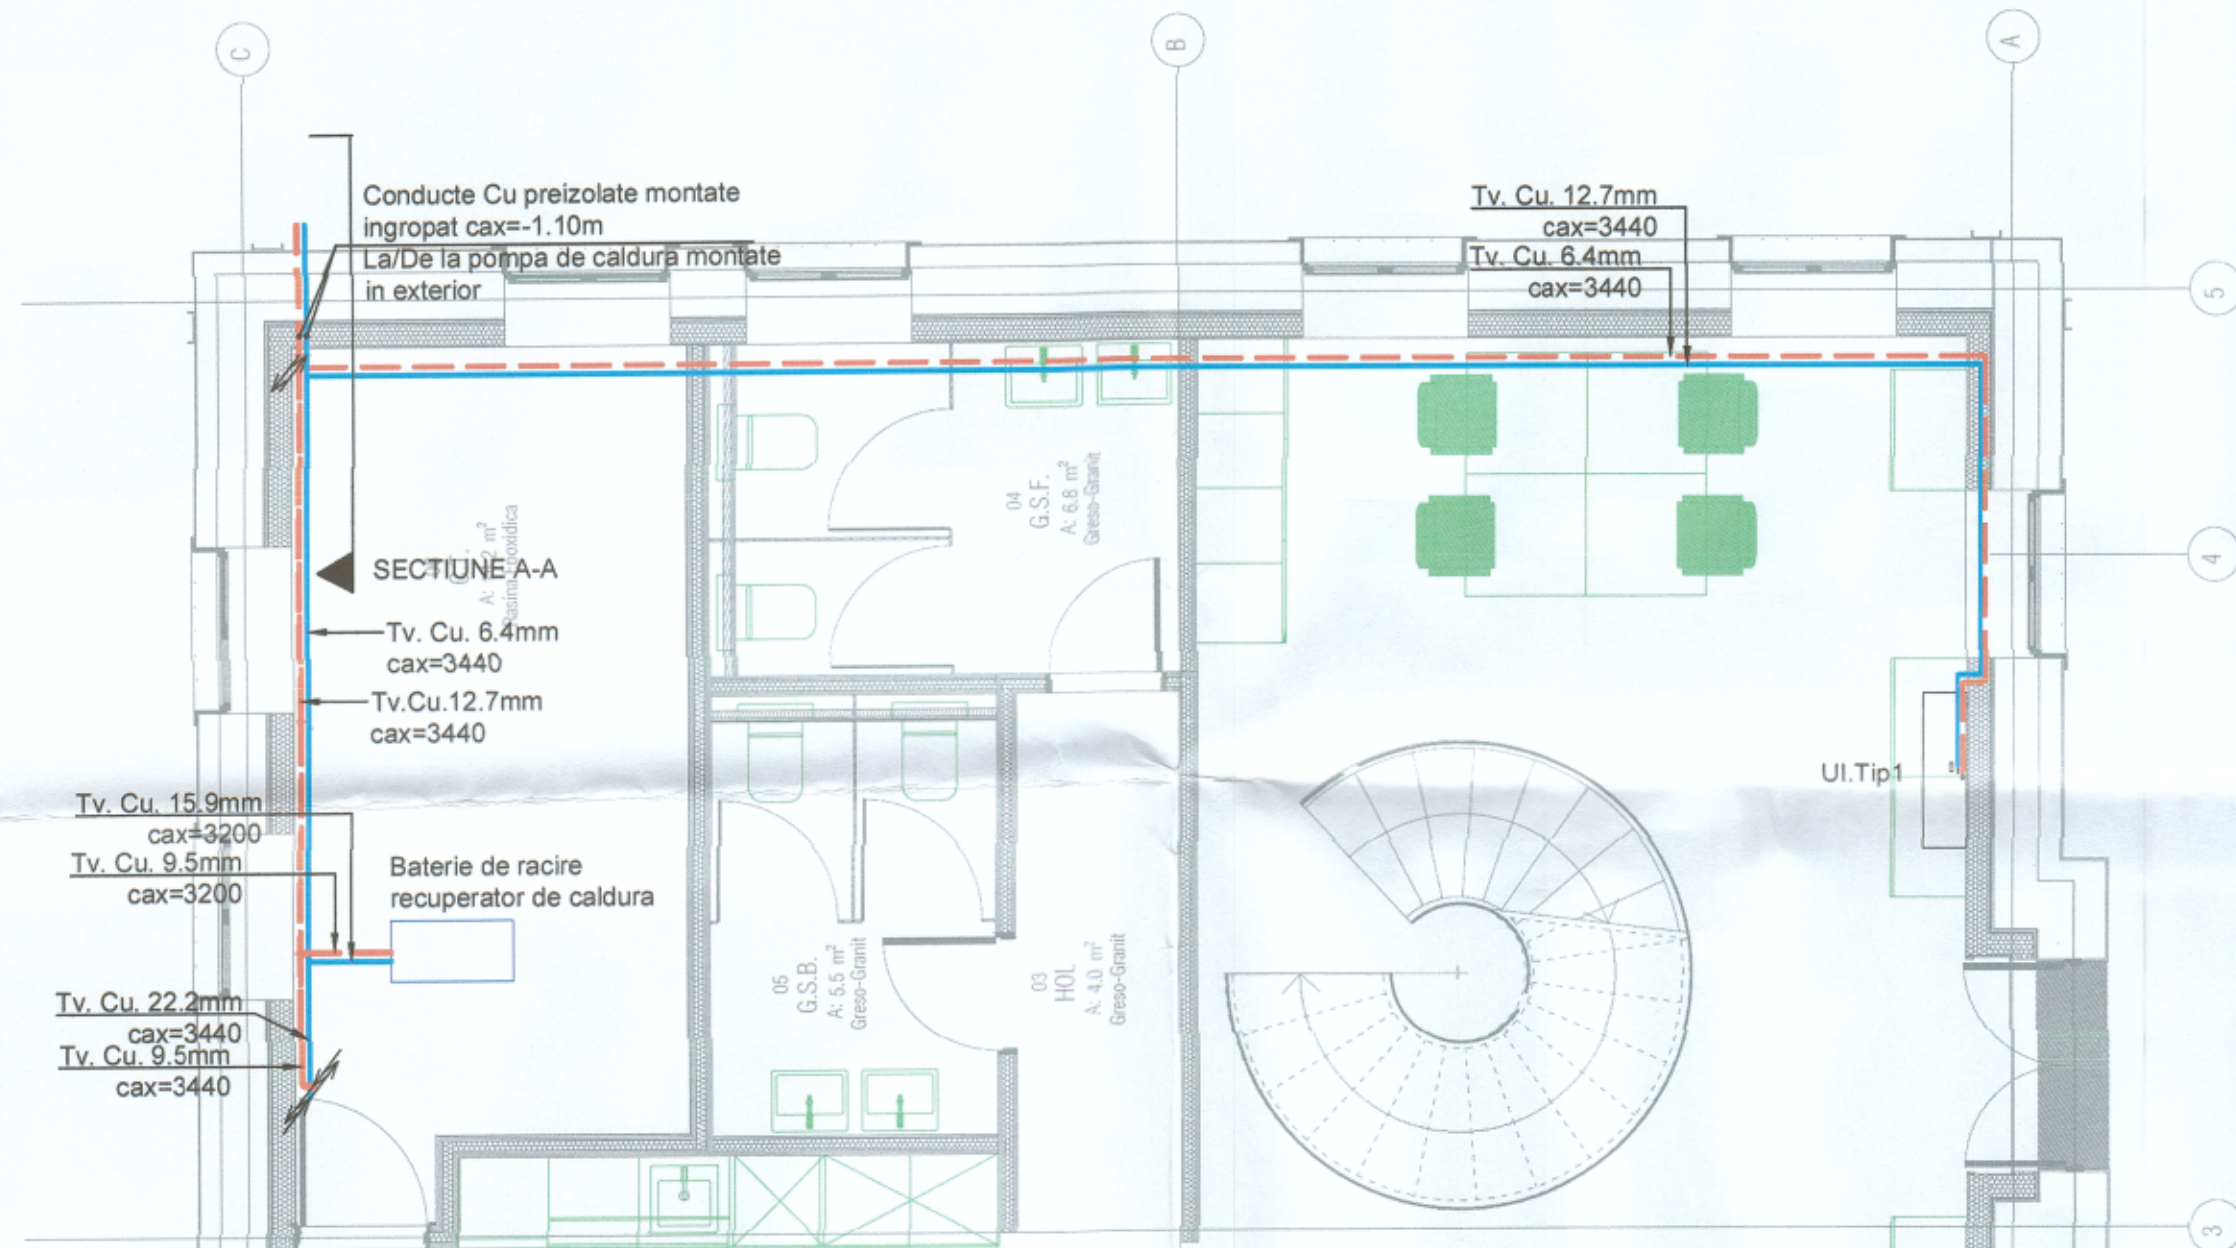 C
B
A
Conducte Cu preizolate montate
ingropat cax=-1.10m
La/De la pompa de caldura montate
in exterior
Tv. Cu. 12.7mm
cax=3440
Tv. Cu. 6.4mm
cax=3440
5
4
3
SECTIUNE A-A
A: 2 m²
Rasina Epoxidica
04
G.S.F.
A: 6.8 m²
Greso-Granit
Tv. Cu. 6.4mm
cax=3440
Tv.Cu.12.7mm
cax=3440
UI.Tip1
Tv. Cu. 15.9mm
cax=3200
Tv. Cu. 9.5mm
cax=3200
Baterie de racire
recuperator de caldura
05
G.S.B.
A: 5.5 m²
Greso-Granit
03
HOL
A: 4.0 m²
Greso-Granit
Tv. Cu. 22.2mm
cax=3440
Tv. Cu. 9.5mm
cax=3440